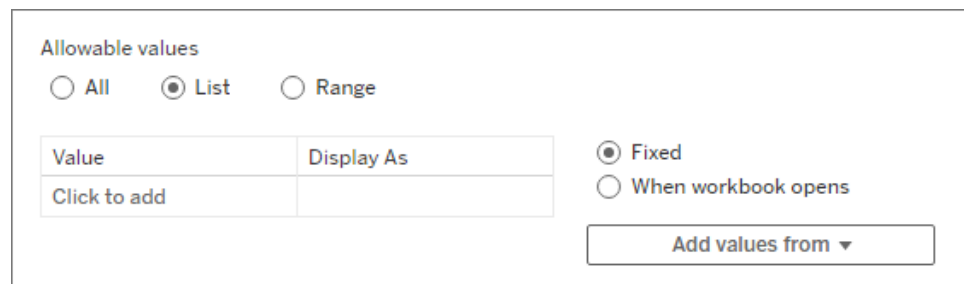 Allowable values
All List Range
Value Display As
Click to add
Fixed
When workbook opens
Add values from